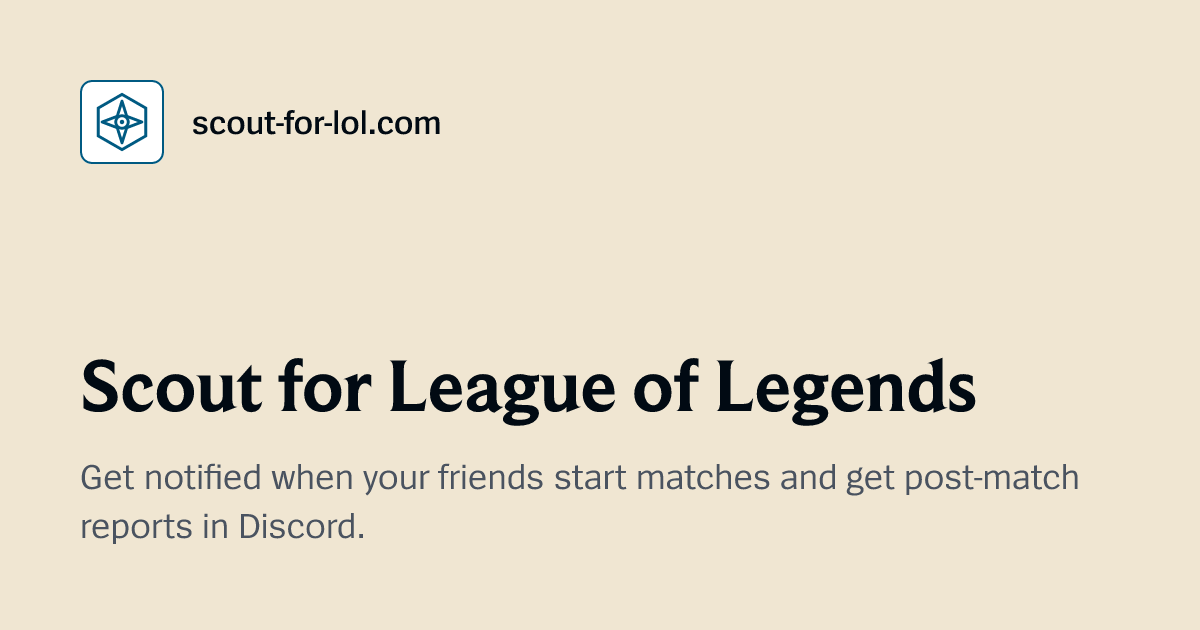 scout-for-lol.com
Scout for League of Legends
Get notified when your friends start matches and get post-match
reports in Discord.